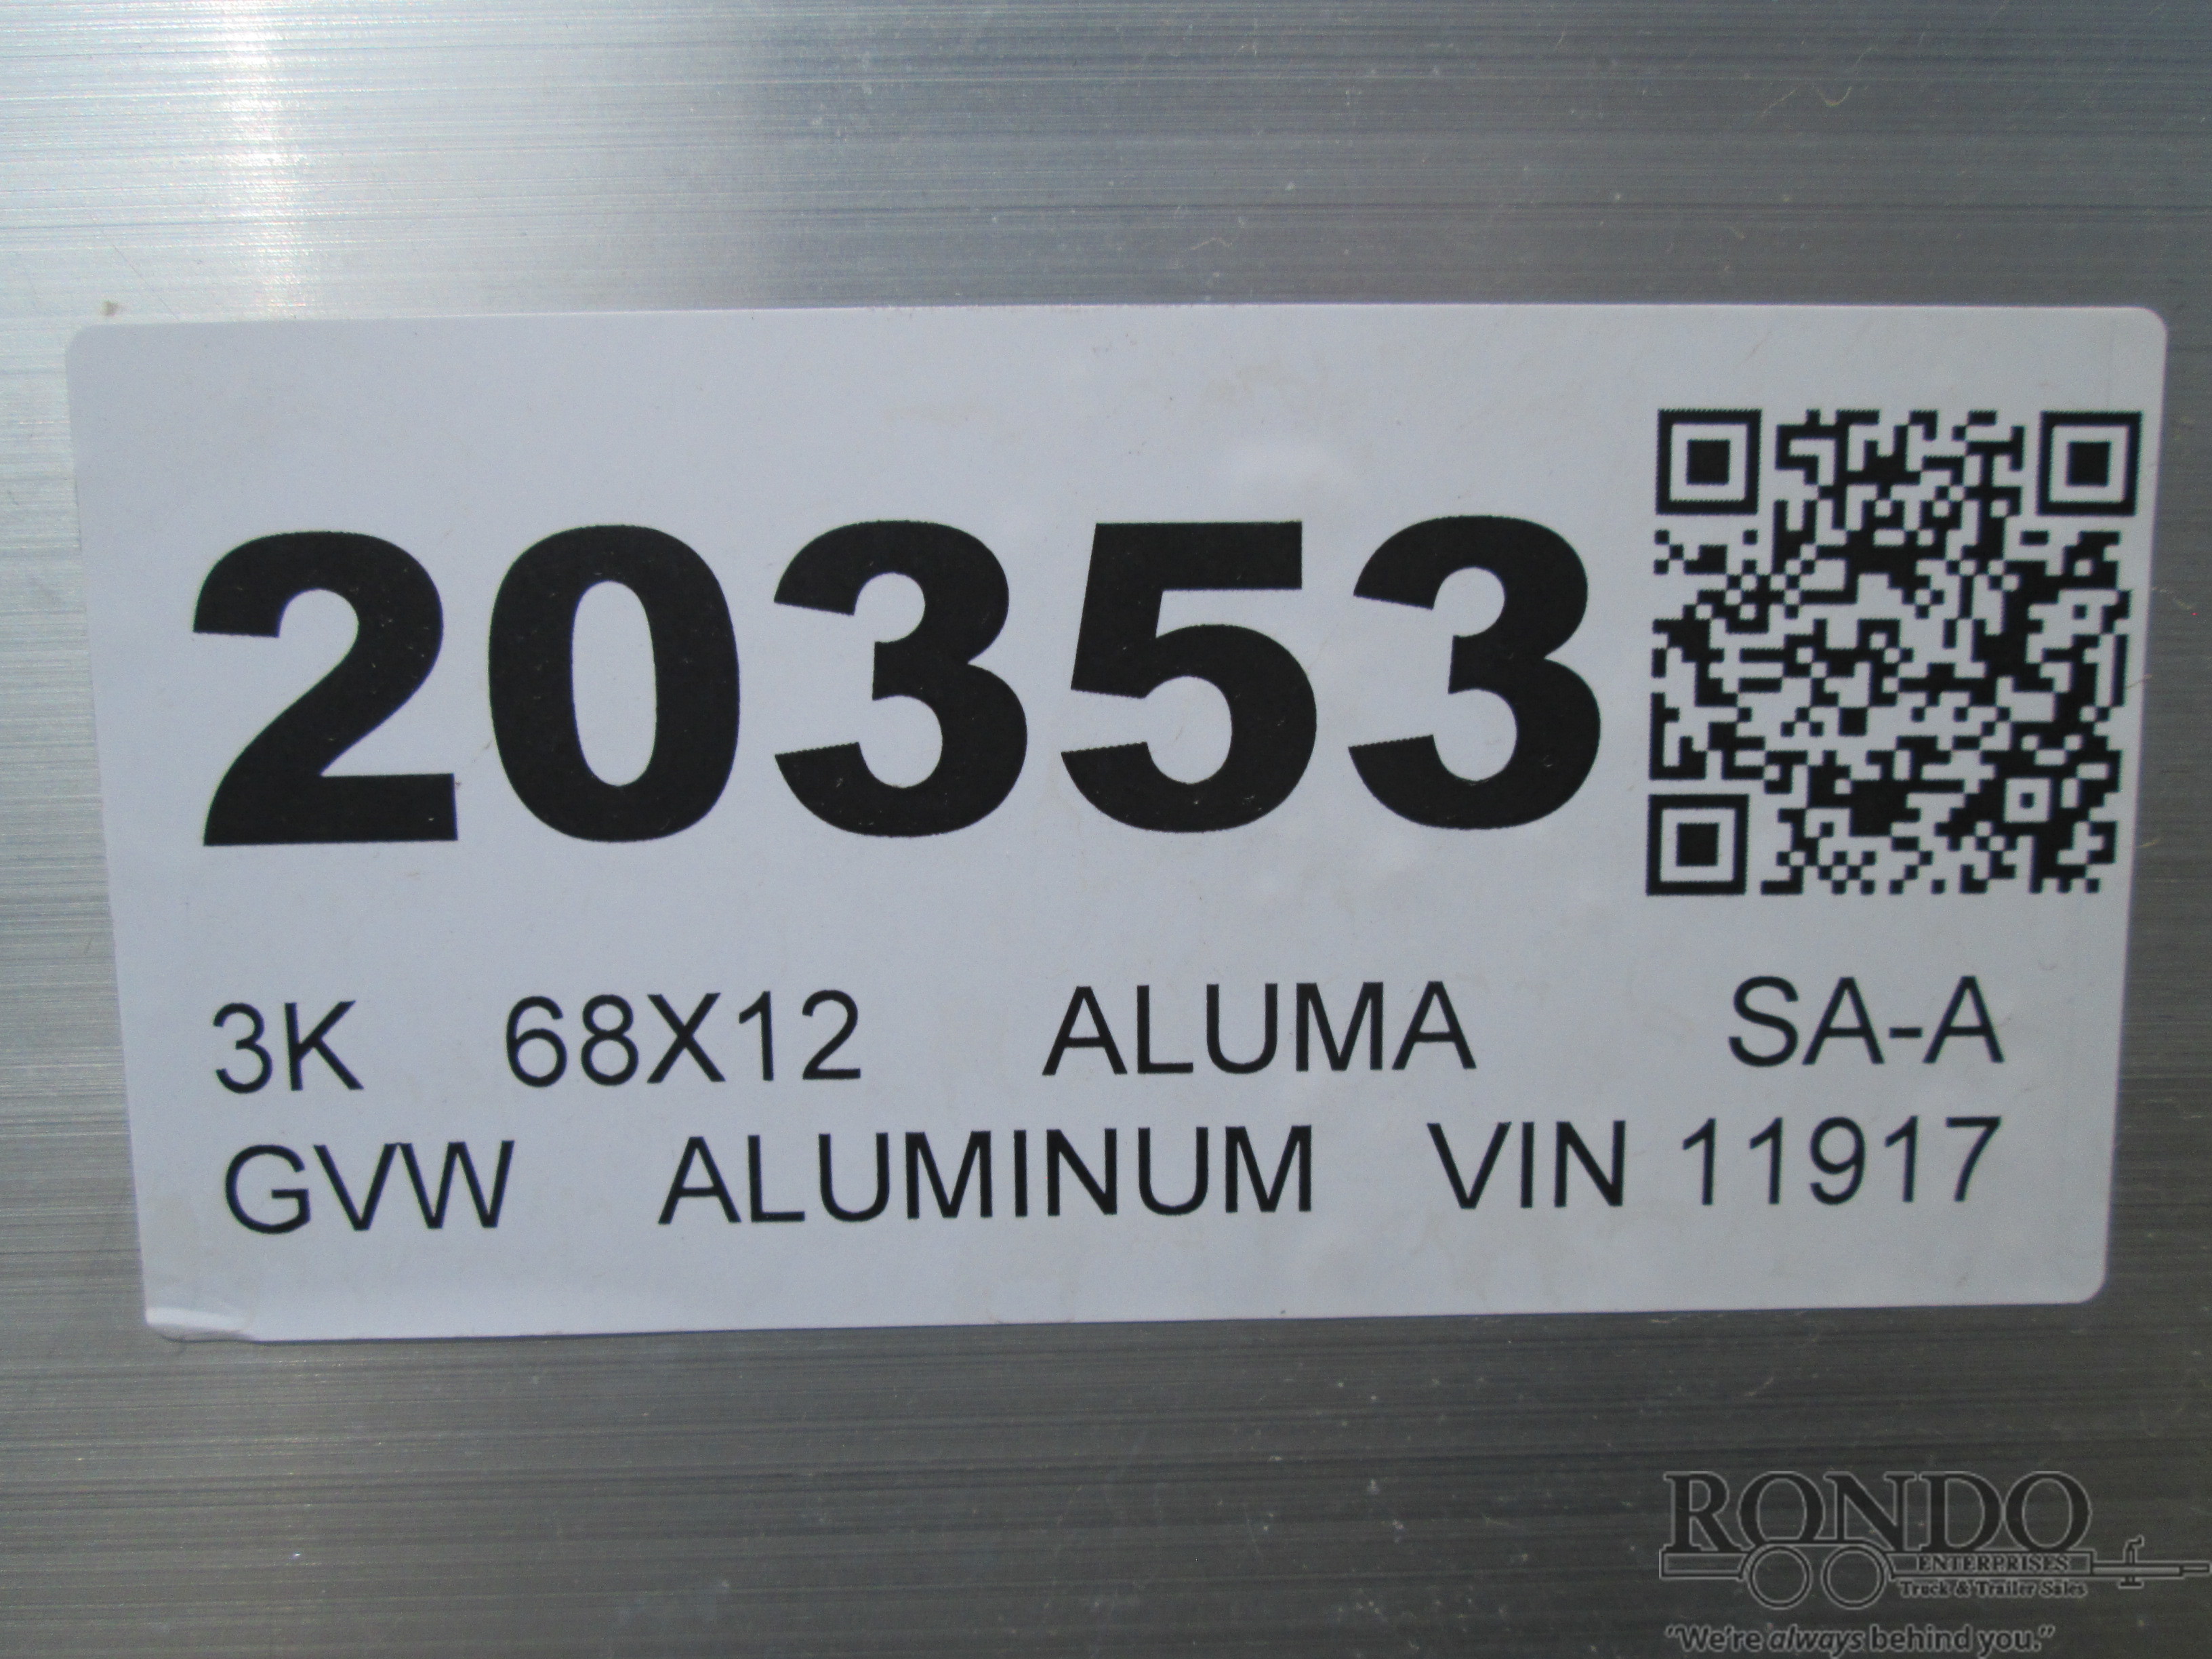 20353
3K 68X12 ALUMA SA-A
GVW ALUMINUM VIN 11917
RONDO
ENTERPRISES
Truck & Trailer Sales
"We're always behind you."